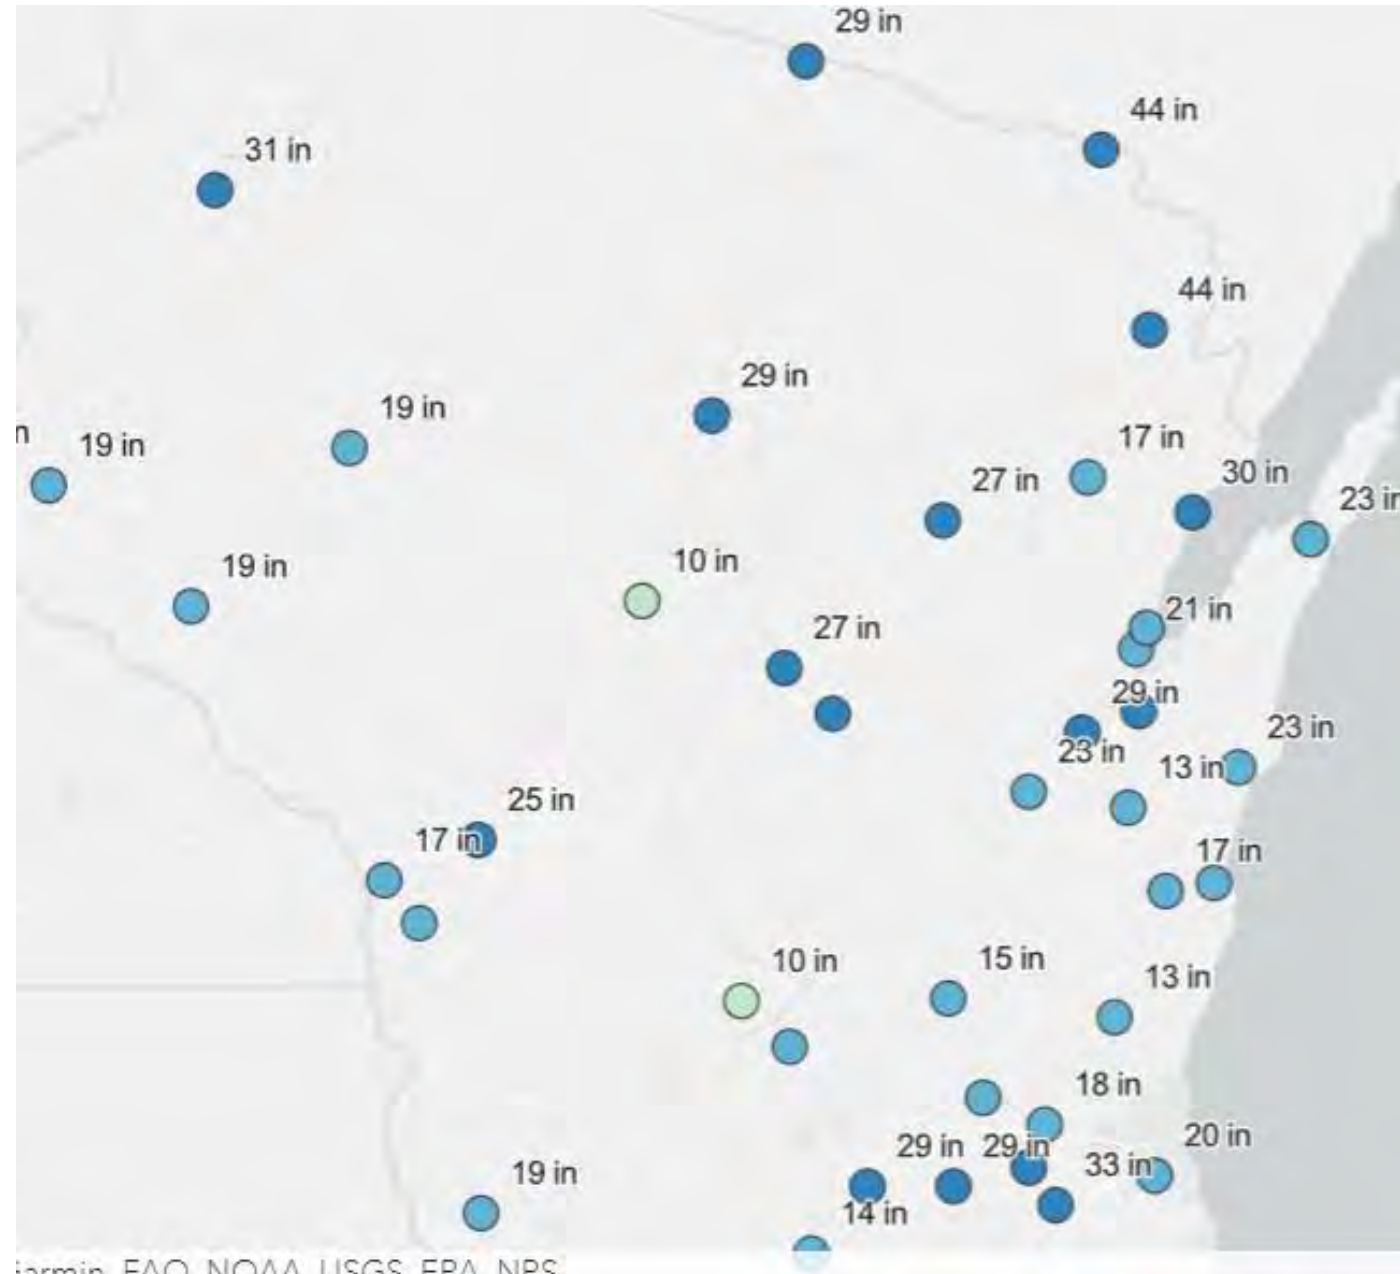 29 in
44 in
31 in
44 in
29 in
19 in
17 in
n
19 in
30 in
27 in
23 in
10 in
19 in
21 in
27 in
29 in
23 in
23 in
13 in
25 in
17 in
17 in
15 in
10 in
13 in
18 in
20 in
29 in
29 in
33 in
19 in
14 in
Garmin, FAO, NOAA, USGS, EPA, NPS